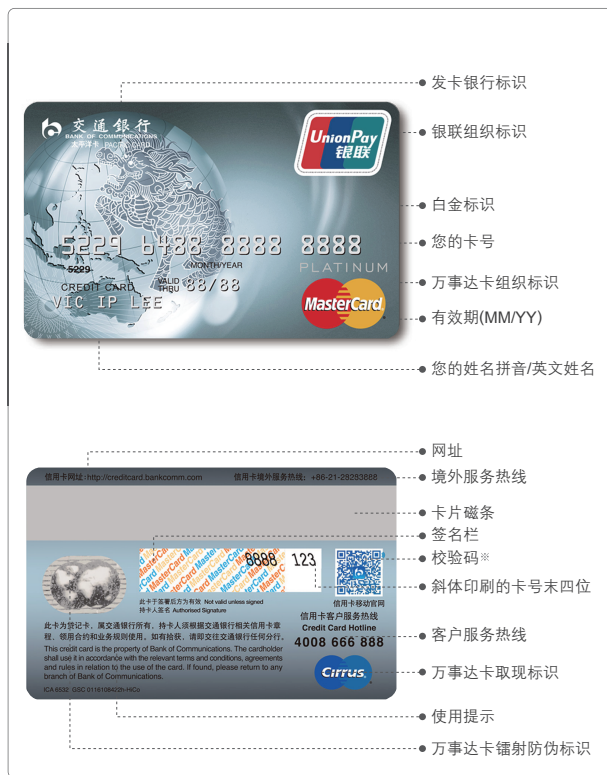 发卡银行标识
交通銀行
BANK OF COMMUNICATIONS
太平洋卡 PACIFIC CARD
UnionPay
银联
银联组织标识
白金标识
5229 6488 8888 8888
您的卡号
5229
MONTH/YEAR
PLATINUM
CREDIT CARD
VALID THRU 88/88
VIC IP LEE
MasterCard
万事达卡组织标识
有效期(MM/YY)
您的姓名拼音/英文姓名
网址
信用卡网址:http://creditcard.bankcomm.com
信用卡境外服务热线：+86-21-28283888
境外服务热线
卡片磁条
签名栏
8888 123
校验码※
斜体印刷的卡号末四位
此卡于签署后方为有效 Not valid unless signed
持卡人签名 Authorised Signature
信用卡移动官网
信用卡客户服务热线
Credit Card Hotline
4008 666 888
客户服务热线
此卡为贷记卡、属交通银行所有。持卡人须根据交通银行相关信用卡章
程、领用合约和业务规则使用。如有拾获，请即交往交通银行任何分行。
This credit card is the property of Bank of Communications. The cardholder
shall use it in accordance with the relevant terms and conditions, agreements
and rules in relation to the use of the card. If found, please return to any
branch of Bank of Communications.
Cirrus
万事达卡取现标识
使用提示
万事达卡镭射防伪标识